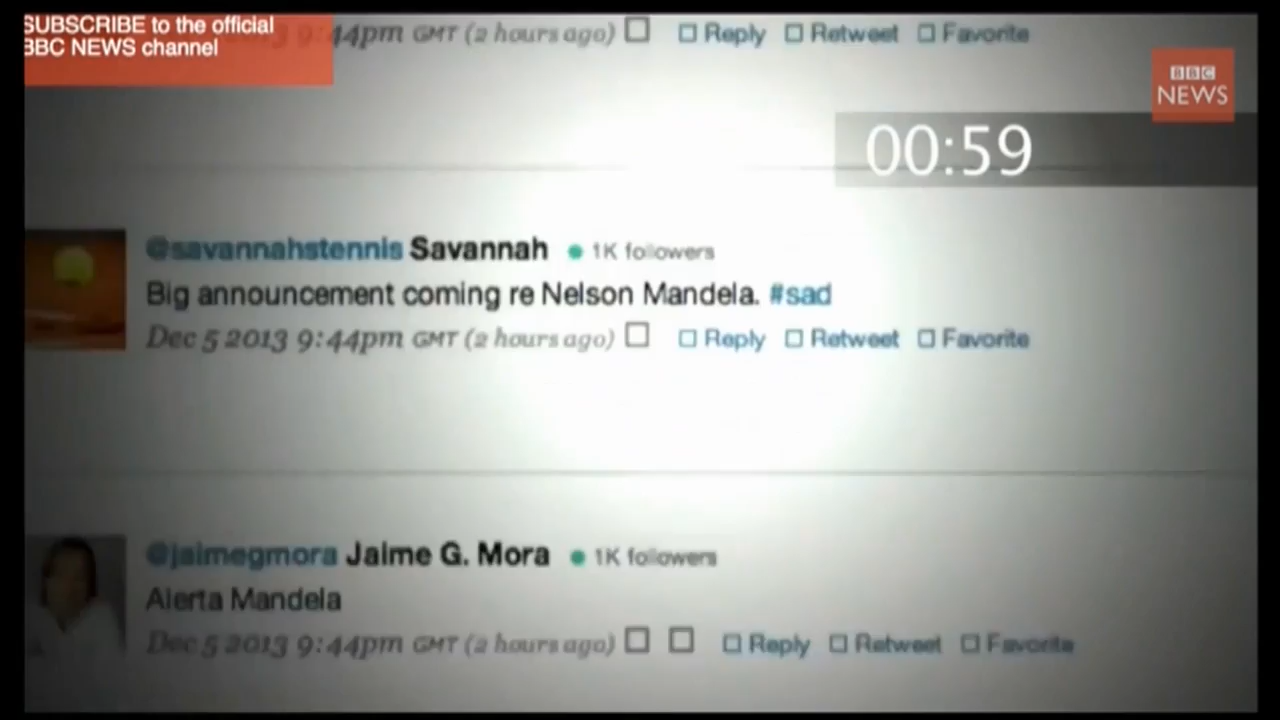 SUBSCRIBE to the official
BBC NEWS channel
44pm GMT (2 hours ago) Reply Retweet Favorite
BBC
NEWS
00:59
@savannahstennis Savannah 1K followers
Big announcement coming re Nelson Mandela. #sad
Dec 5 2013 9:44pm GMT (2 hours ago) Reply Retweet Favorite
@jaimegmora Jaime G. Mora 1K followers
Alerta Mandela
Dec 5 2013 9:44pm GMT (2 hours ago) Reply Retweet Favorite